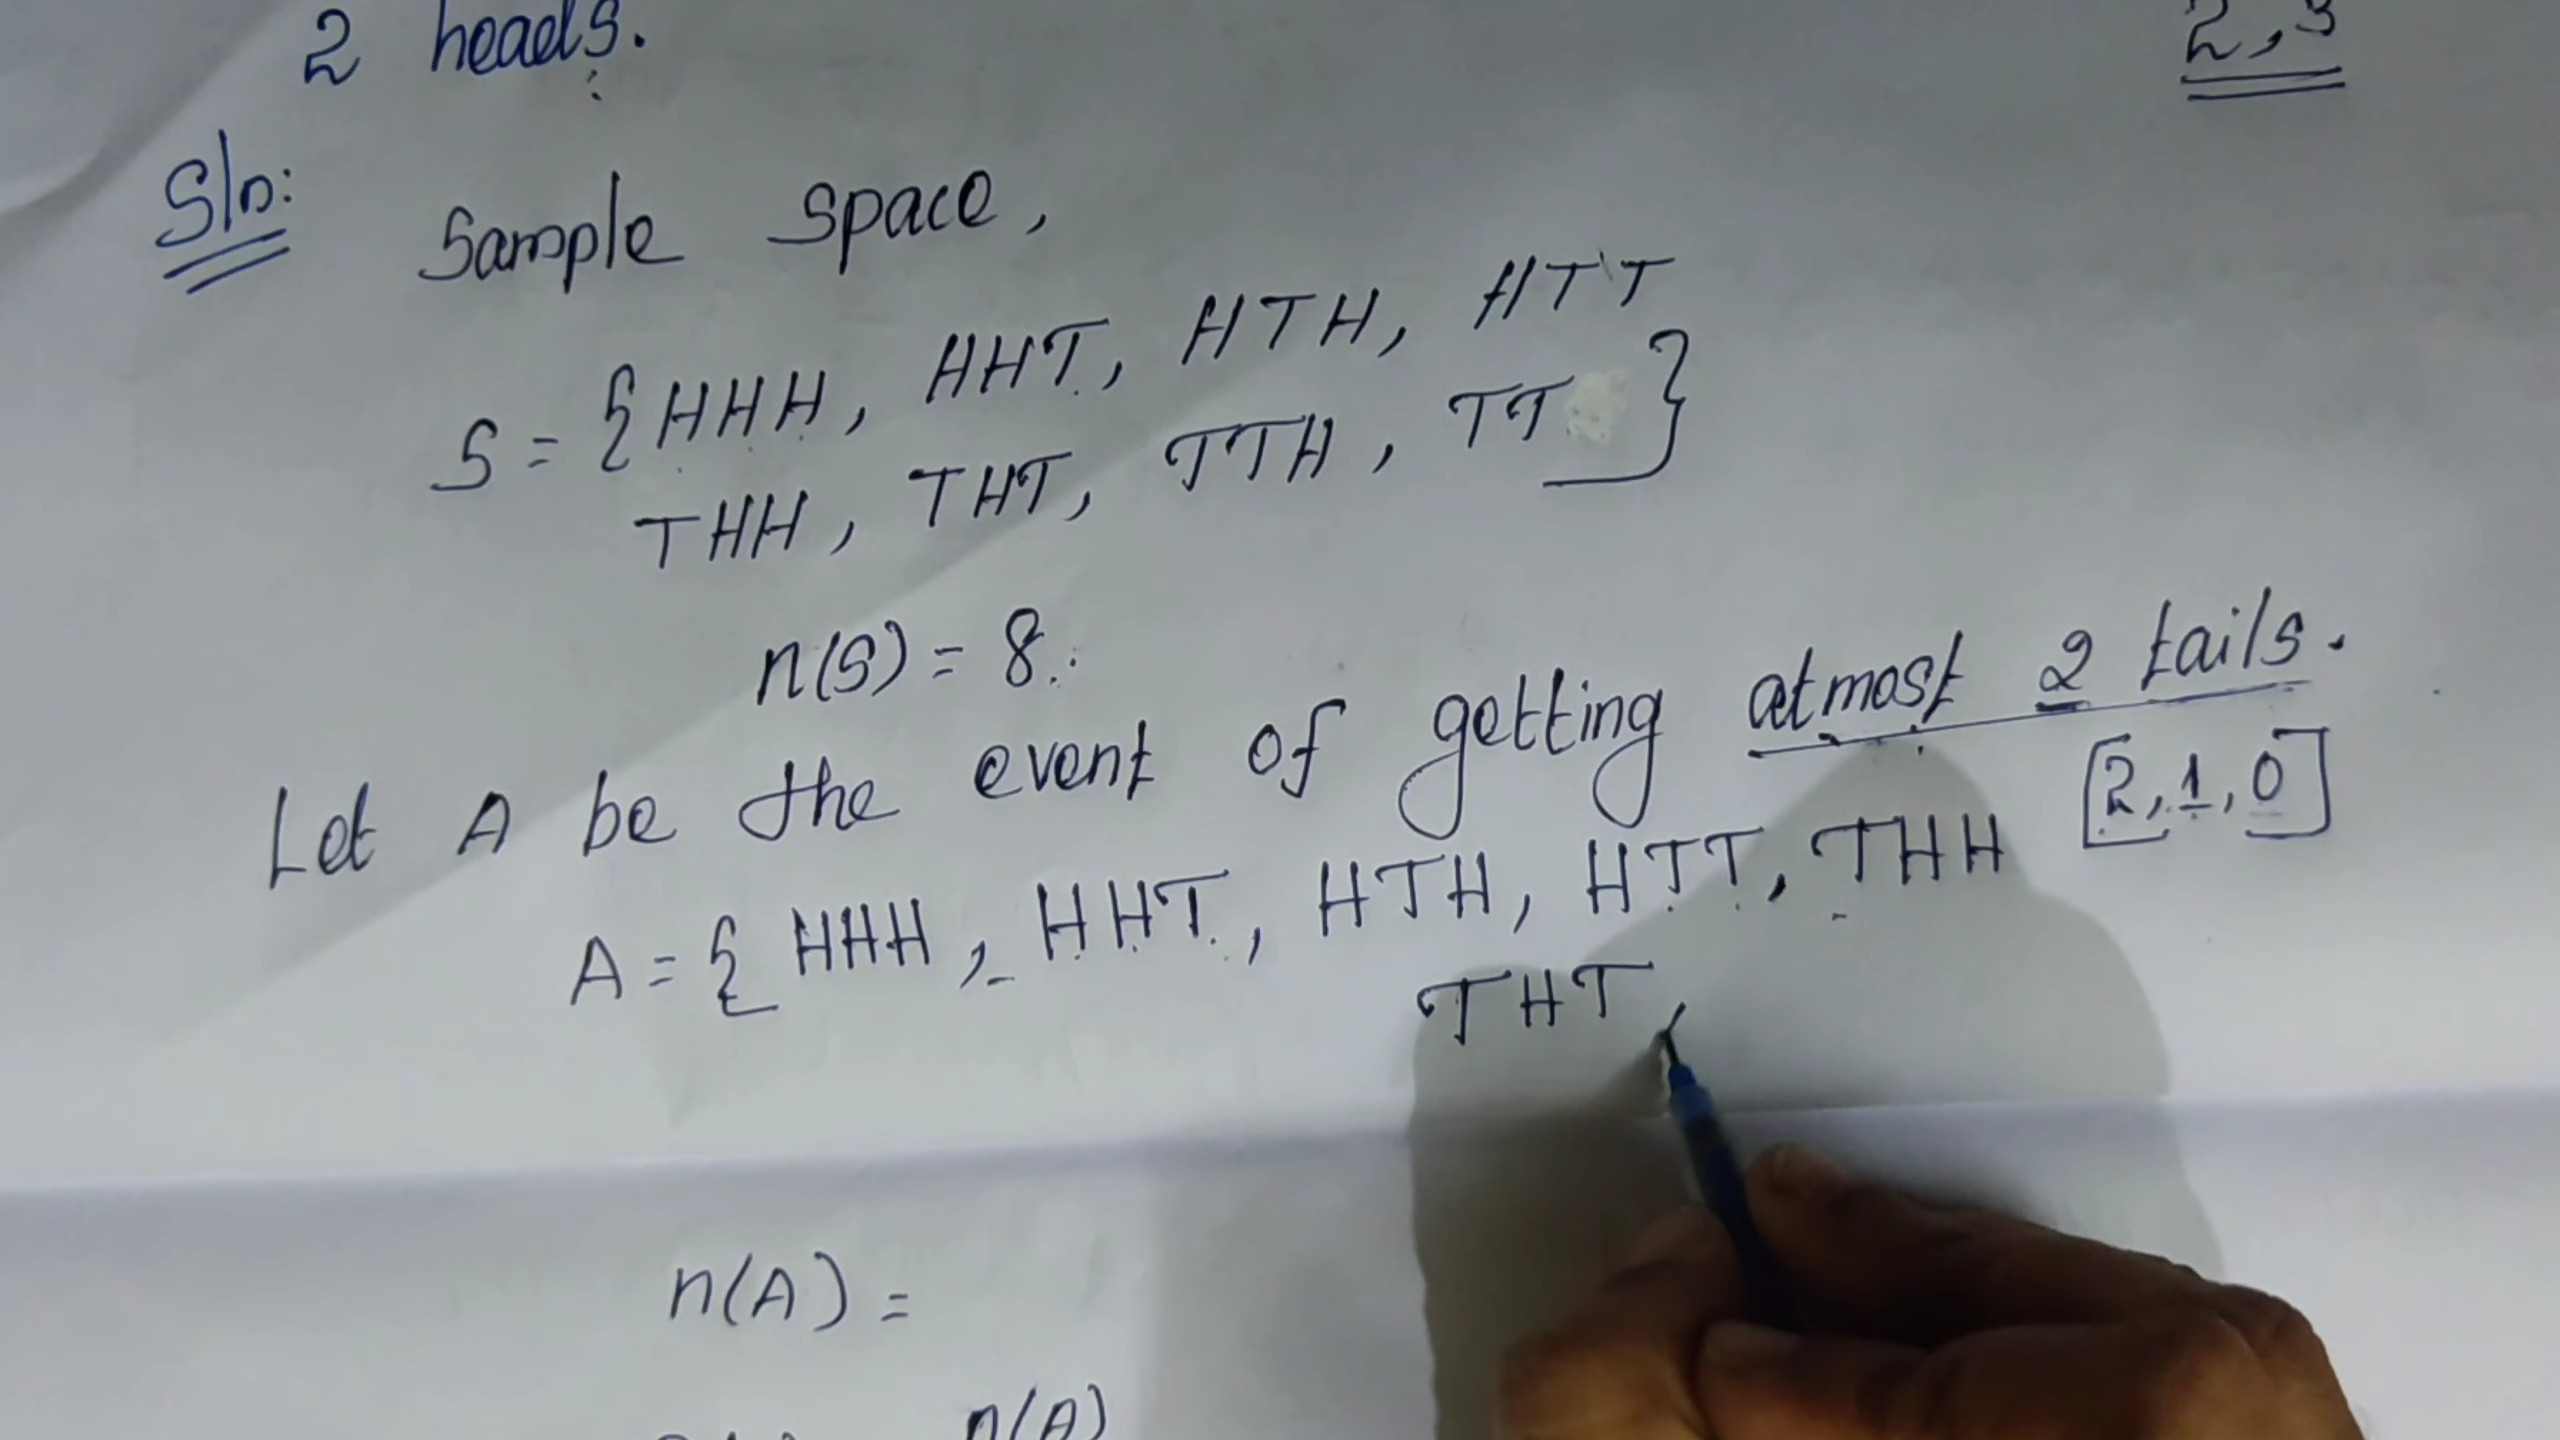 2 heads.
2, 3
Sln:
Sample space,
S = { HHH, HHT, HTH, HTT
THH, THT, TTH, TT }
n(S) = 8.
Let A be the event of getting atmost 2 tails.
[2, 1, 0]
A = { HHH, HHT, HTH, HTT, THH
THT,
n(A) =
n(A)